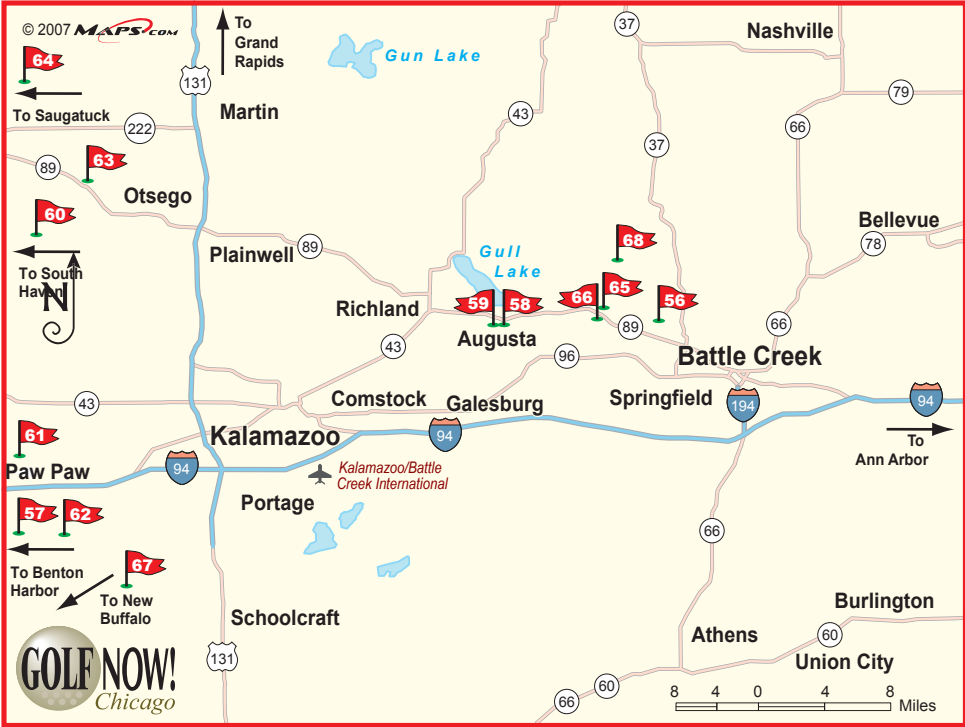 © 2007 MAPS.COM
To
Grand
Rapids
37
Nashville
64
Gun Lake
131
79
To Saugatuck
Martin
43
222
66
37
63
89
Otsego
60
Bellevue
68
78
Plainwell
89
Gull
Lake
To South
Haven
N
65
66
56
59
58
Richland
66
89
Augusta
43
96
Battle Creek
43
Comstock
Galesburg
Springfield
194
94
61
Kalamazoo
94
To
Ann Arbor
Paw Paw
94
Kalamazoo/Battle
Creek International
57
62
Portage
66
To Benton
Harbor
67
To New
Buffalo
Schoolcraft
Burlington
GOLF NOW!
Chicago
131
Athens
60
Union City
60
66
8 4 0 4 8 Miles